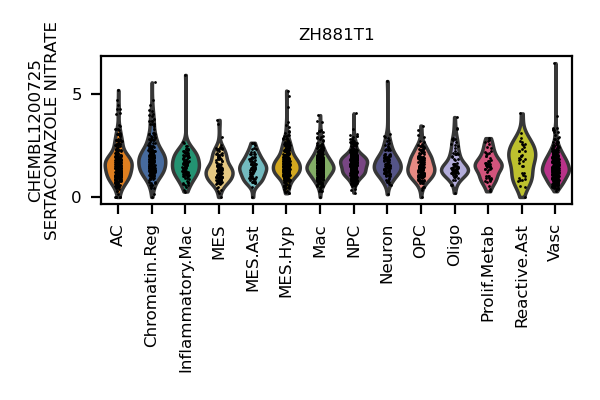 ZH881T1
CHEMBL1200725
SERTACONAZOLE NITRATE
5
0
AC
Chromatin.Reg
Inflammatory.Mac
MES
MES.Ast
MES.Hyp
Mac
NPC
Neuron
OPC
Oligo
Prolif.Metab
Reactive.Ast
Vasc